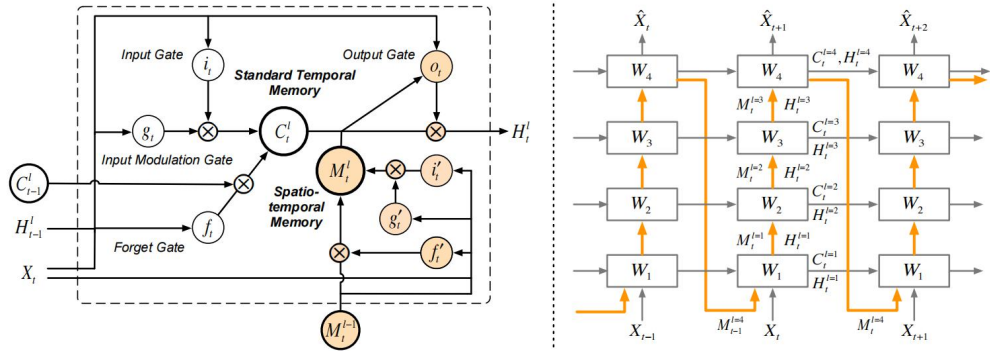 Input Gate
i_t
Output Gate
o_t
Standard Temporal
Memory
g_t
C_t^l
H_t^l
Input Modulation Gate
M_t^l
i'_t
C_{t-1}^l
Spatio-
temporal
Memory
g'_t
H_{t-1}^l
f_t
Forget Gate
f'_t
X_t
M_t^{l-1}
X̂_t X̂_{t+1} X̂_{t+2}
C_t^{l=4}, H_t^{l=4}
W_4 W_4 W_4
M_t^{l=3} H_t^{l=3}
C_t^{l=3}
W_3 W_3 W_3
H_t^{l=3}
M_t^{l=2} H_t^{l=2}
C_t^{l=2}
W_2 W_2 W_2
H_t^{l=2}
M_t^{l=1} H_t^{l=1}
C_t^{l=1}
W_1 W_1 W_1
H_t^{l=1}
X_{t-1} M_{t-1}^{l=4} X_t M_t^{l=4} X_{t+1}